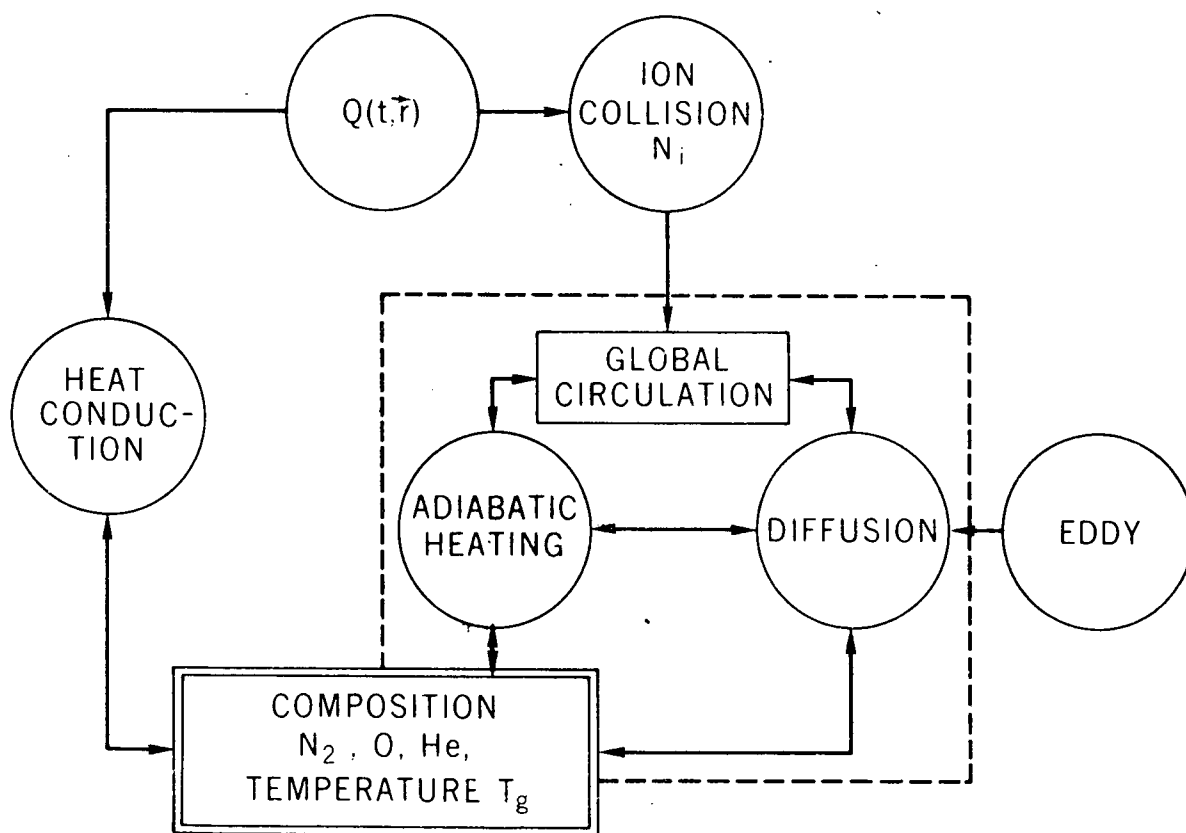 Q(t,r⃗)
ION
COLLISION
Nᵢ
HEAT
CONDUC-
TION
GLOBAL
CIRCULATION
ADIABATIC
HEATING
DIFFUSION
EDDY
COMPOSITION
N₂ , O, He,
TEMPERATURE T_g